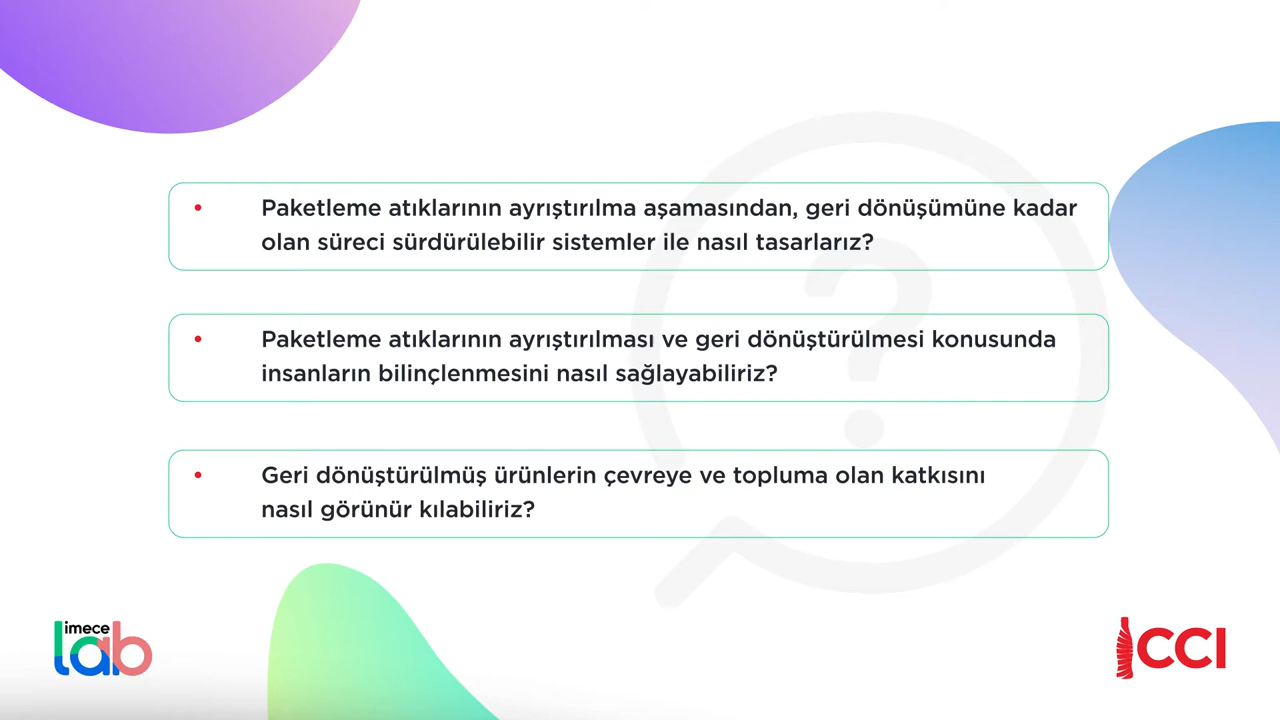 • Paketleme atıklarının ayrıştırılma aşamasından, geri dönüşümüne kadar
olan süreci sürdürülebilir sistemler ile nasıl tasarlarız?
• Paketleme atıklarının ayrıştırılması ve geri dönüştürülmesi konusunda
insanların bilinçlenmesini nasıl sağlayabiliriz?
• Geri dönüştürülmüş ürünlerin çevreye ve topluma olan katkısını
nasıl görünür kılabiliriz?
imece
lab
CCI